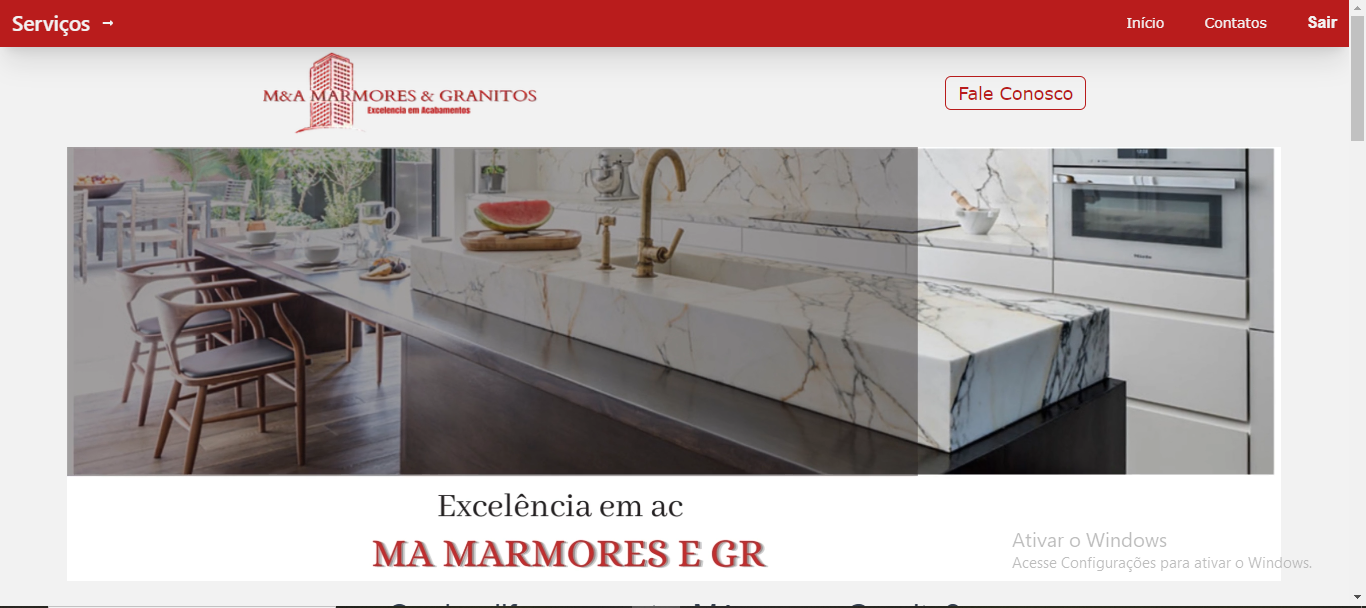 Serviços → Início Contatos Sair
M&A MARMORES & GRANITOS
Excelencia em Acabamentos
Fale Conosco
Miele
Excelência em ac
MA MARMORES E GR
Ativar o Windows
Acesse Configurações para ativar o Windows.